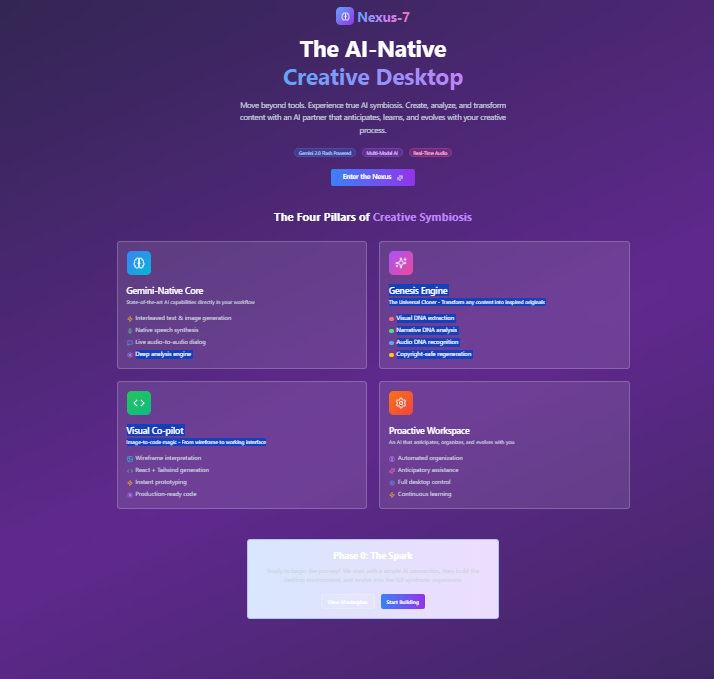 Nexus-7
The AI-Native
Creative Desktop
Move beyond tools. Experience true AI symbiosis. Create, analyze, and transform
content with an AI partner that anticipates, learns, and evolves with your creative
process.
Gemini 2.0 Flash Powered
Multi-Modal AI
Real-Time Audio
Enter the Nexus
The Four Pillars of Creative Symbiosis
Gemini-Native Core
State-of-the-art AI capabilities directly in your workflow
Interleaved text & image generation
Native speech synthesis
Live audio-to-audio dialog
Deep analysis engine
Genesis Engine
The Universal Cloner - Transform any content into inspired originals
Visual DNA extraction
Narrative DNA analysis
Audio DNA recognition
Copyright-safe regeneration
Visual Co-pilot
Image-to-code magic - From wireframe to working interface
Wireframe interpretation
React + Tailwind generation
Instant prototyping
Production-ready code
Proactive Workspace
An AI that anticipates, organizes, and evolves with you
Automated organization
Anticipatory assistance
Full desktop control
Continuous learning
Phase 0: The Spark
Ready to begin the journey? We start with a simple AI connection, then build the
desktop environment, and evolve into the full symbiotic experience.
Start Building